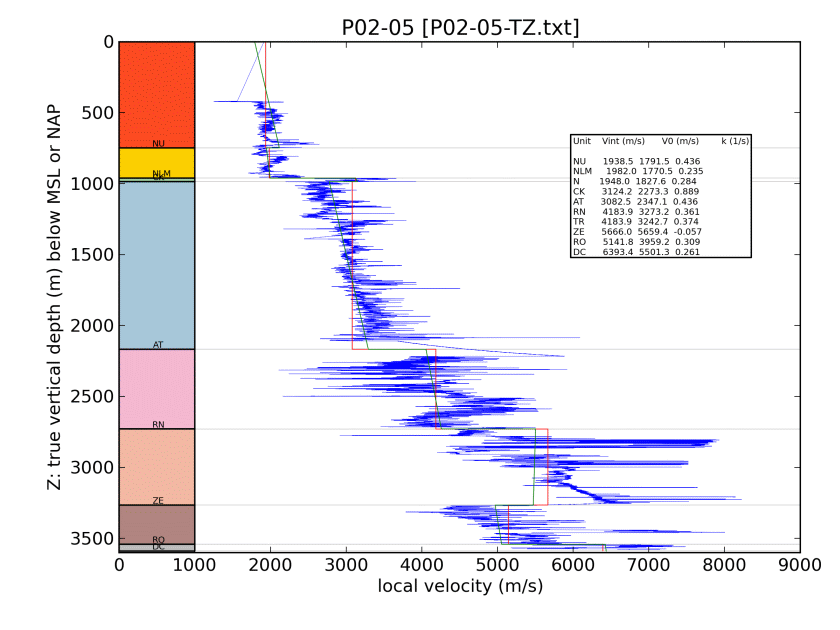 P02-05 [P02-05-TZ.txt]
Z: true vertical depth (m) below MSL or NAP
0
500
1000
1500
2000
2500
3000
3500
NU
NLM
AT
RN
ZE
RO
DC
Unit Vint (m/s) V0 (m/s) k (1/s)
NU 1938.5 1791.5 0.436
NLM 1982.0 1770.5 0.235
N 1948.0 1827.6 0.284
CK 3124.2 2273.3 0.889
AT 3082.5 2347.1 0.436
RN 4183.9 3273.2 0.361
TR 4183.9 3242.7 0.374
ZE 5666.0 5659.4 -0.057
RO 5141.8 3959.2 0.309
DC 6393.4 5501.3 0.261
0 1000 2000 3000 4000 5000 6000 7000 8000 9000
local velocity (m/s)